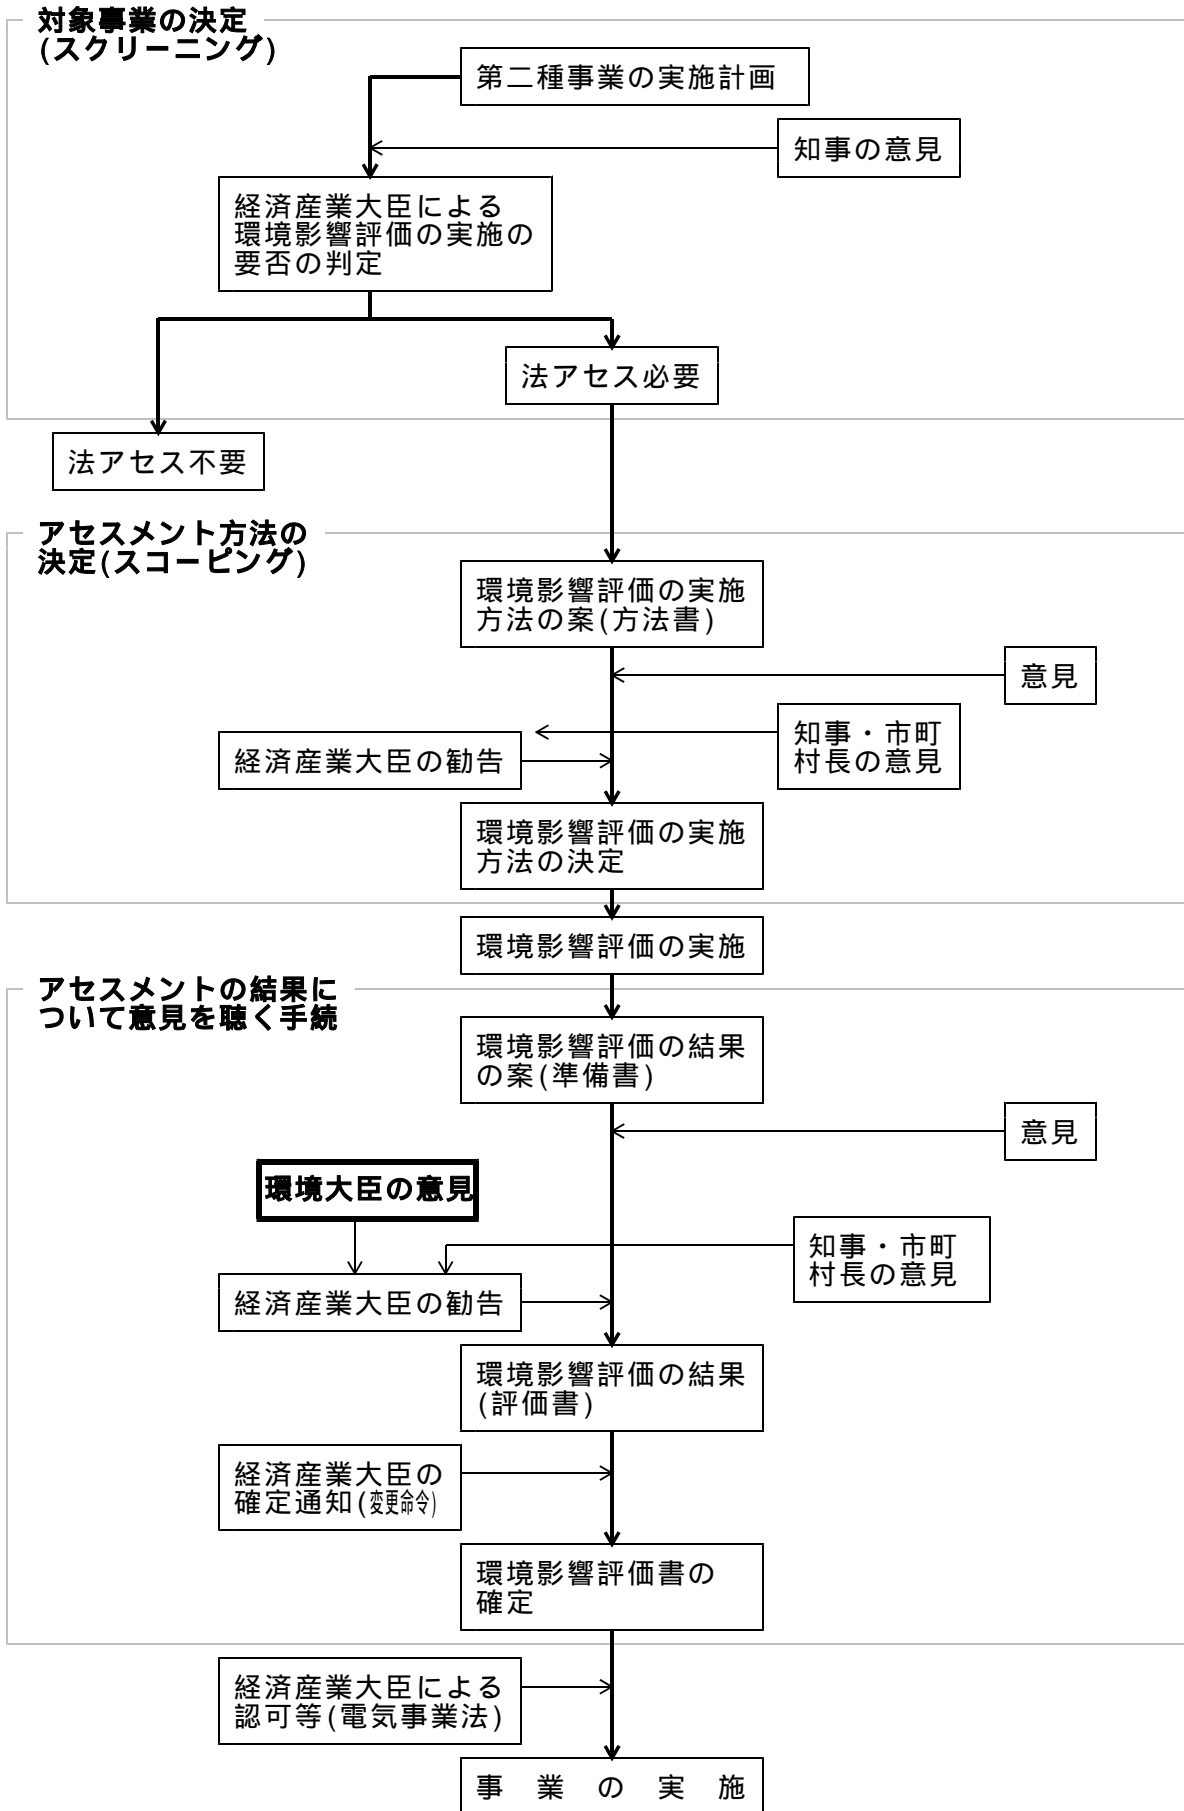 対象事業の決定
(スクリーニング)
第二種事業の実施計画
知事の意見
経済産業大臣による
環境影響評価の実施の
要否の判定
法アセス必要
法アセス不要
アセスメント方法の
決定(スコーピング)
環境影響評価の実施
方法の案(方法書)
意見
知事・市町
村長の意見
経済産業大臣の勧告
環境影響評価の実施
方法の決定
環境影響評価の実施
アセスメントの結果に
ついて意見を聴く手続
環境影響評価の結果
の案(準備書)
意見
環境大臣の意見
知事・市町
村長の意見
経済産業大臣の勧告
環境影響評価の結果
(評価書)
経済産業大臣の
確定通知(変更命令)
環境影響評価書の
確定
経済産業大臣による
認可等(電気事業法)
事 業 の 実 施